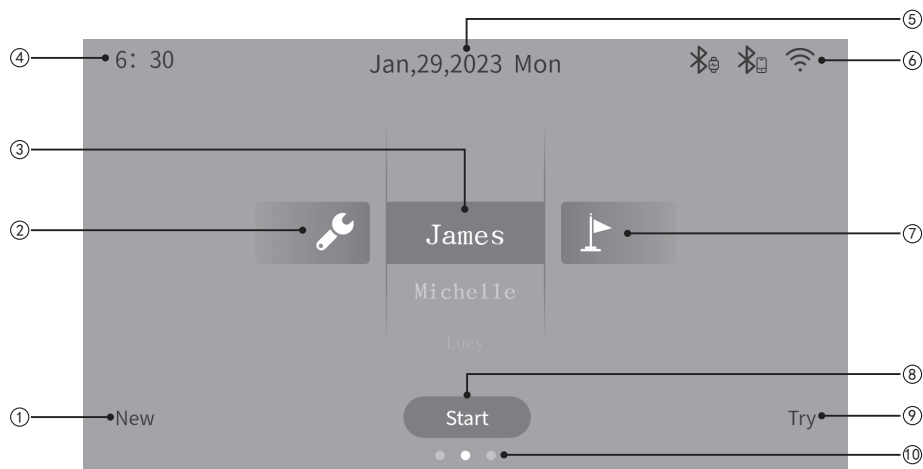 ⑤
④ 6: 30 Jan,29,2023 Mon ⑥
③
② James ⑦
Michelle
Lucy
⑧
① New Start Try ⑨
⑩